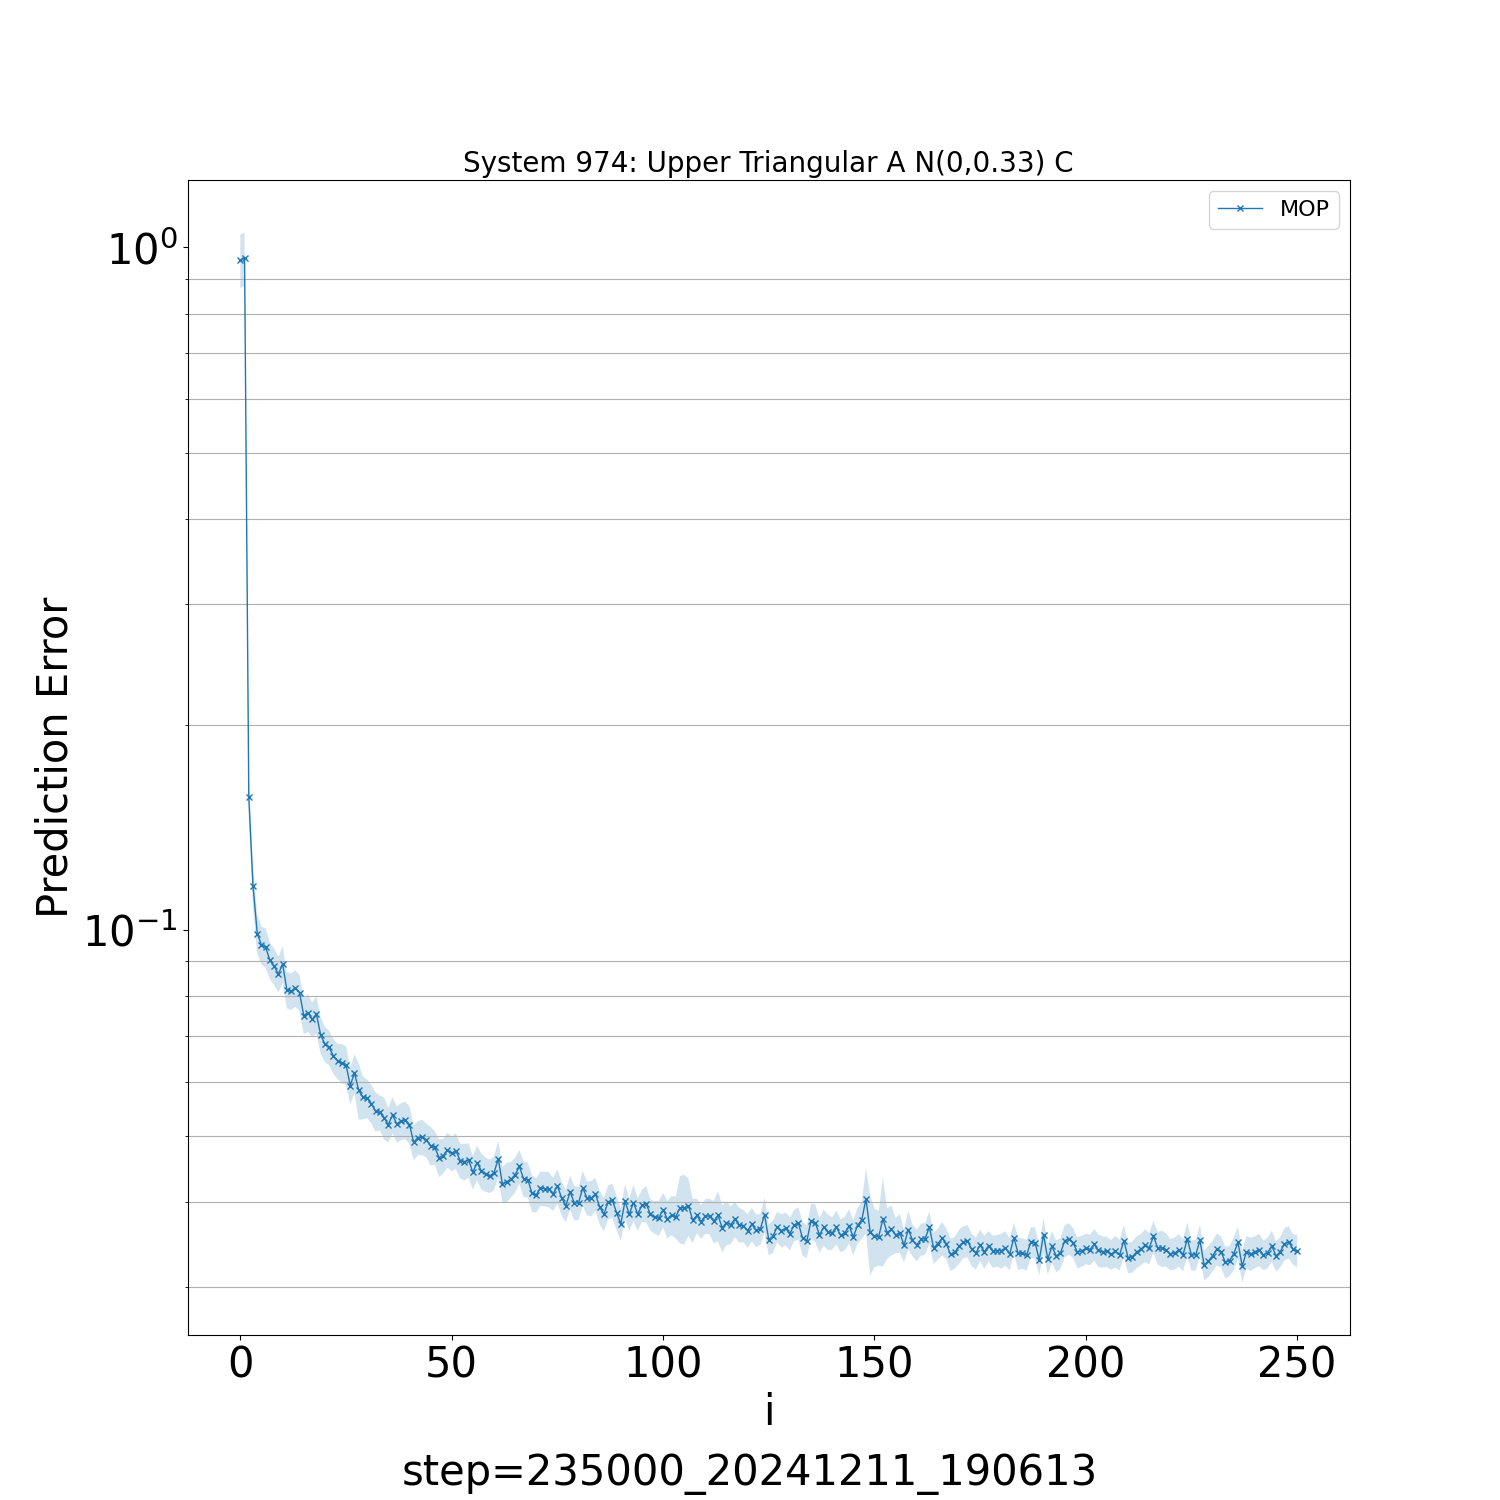 System 974: Upper Triangular A N(0,0.33) C
MOP
10⁰
10⁻¹
Prediction Error
0 50 100 150 200 250
i
step=235000_20241211_190613